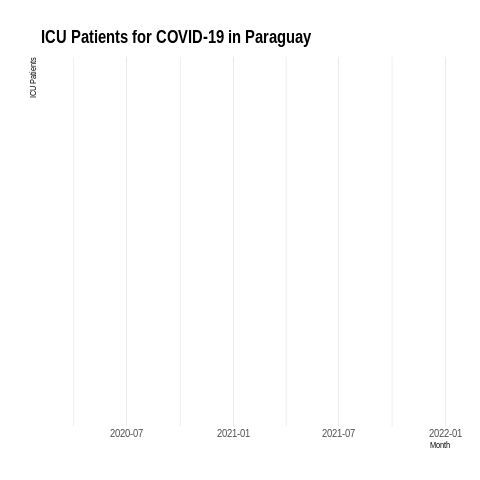 ICU Patients for COVID-19 in Paraguay
ICU Patients
2020-07 2021-01 2021-07 2022-01
Month